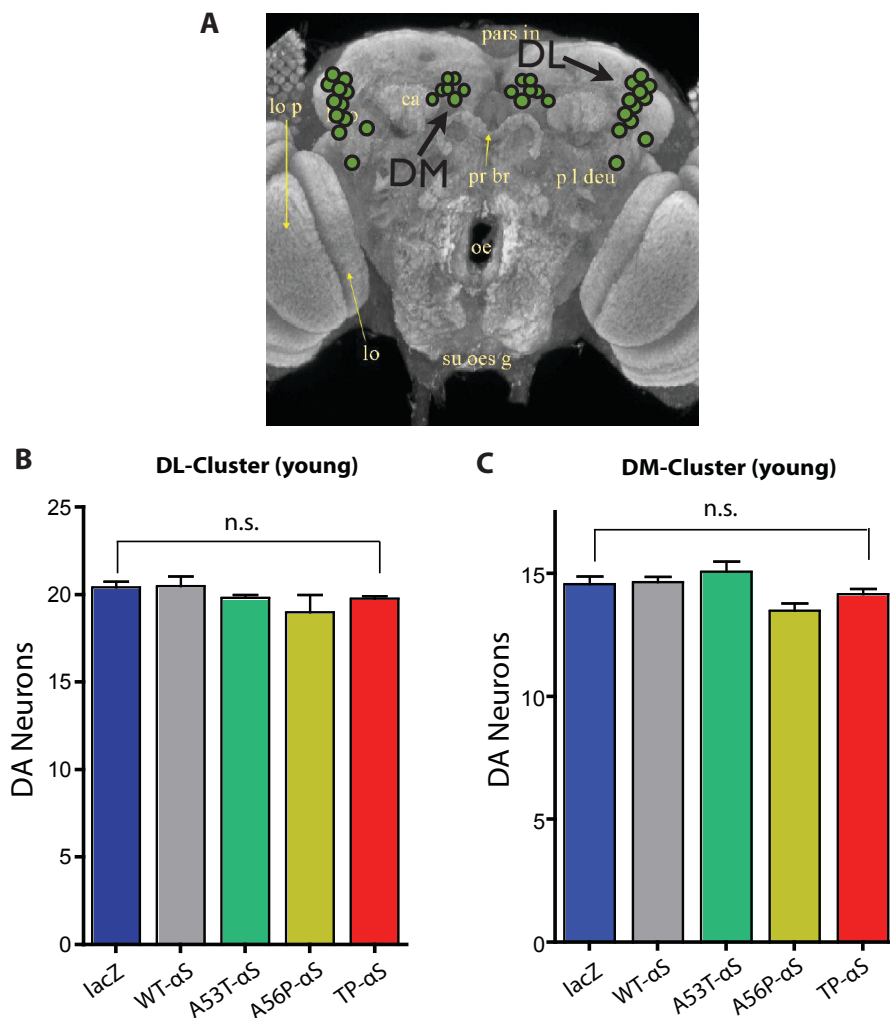 A
pars in
DL
lo p
ca
DM
pr br
p l deu
oe
lo
su oes g
B
DL-Cluster (young)
n.s.
DA Neurons
25
20
15
10
5
0
lacZ
WT-αS
A53T-αS
A56P-αS
TP-αS
C
DM-Cluster (young)
n.s.
DA Neurons
15
10
5
0
lacZ
WT-αS
A53T-αS
A56P-αS
TP-αS